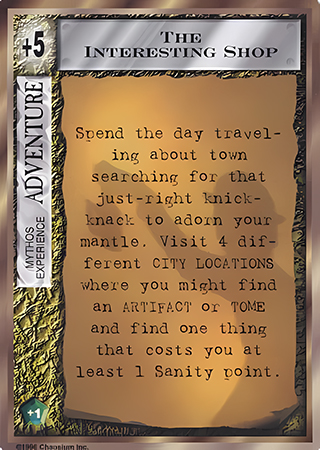 +5
THE
INTERESTING SHOP
MYTHOS
EXPERIENCE
ADVENTURE
Spend the day travel-
ing about town
searching for that
just-right knick-
knack to adorn your
mantle. Visit 4 dif-
ferent CITY LOCATIONS
where you might find
an ARTIFACT or TOME
and find one thing
that costs you at
least 1 Sanity point.
+1
©1996 Chaosium Inc.